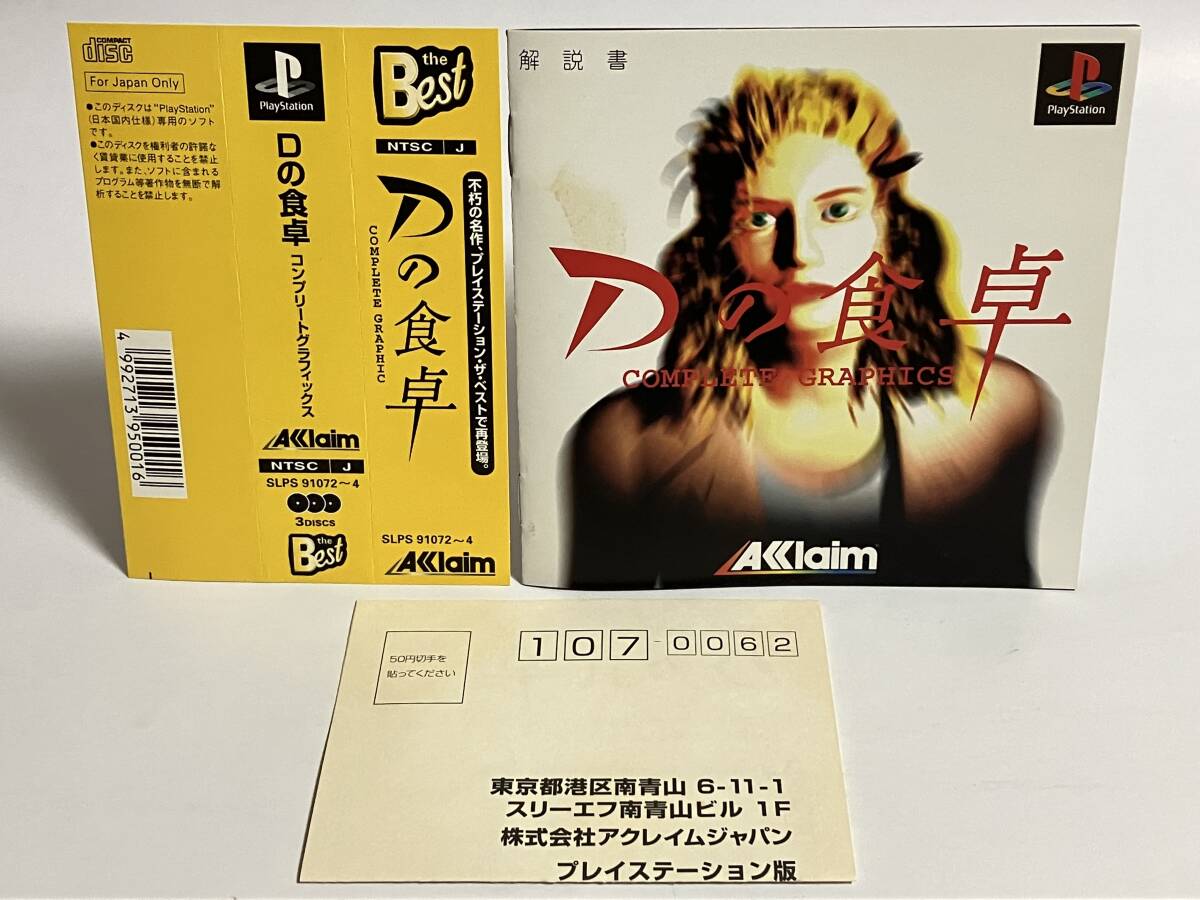 COMPACT
disc
For Japan Only
●このディスクは"PlayStation"
(日本国内仕様)専用のソフト
です。
●このディスクを権利者の許諾な
く賃貸業に使用することを禁止
します。また、ソフトに含まれる
プログラム等著作物を無断で解
析することを禁止します。
4 992713 950016
PlayStation
Dの食卓 コンプリートグラフィックス
AKklaim
NTSC J
SLPS 91072～4
3DISCS
the
Best
the
Best
NTSC J
不朽の名作、プレイステーション・ザ・ベストで再登場。
Dの食卓
COMPLETE GRAPHIC
SLPS 91072～4
AKklaim
解説書
PlayStation
Dの食卓
COMPLETE GRAPHICS
AKklaim
50円切手を
貼ってください
107-0062
東京都港区南青山 6-11-1
スリーエフ南青山ビル 1F
株式会社アクレイムジャパン
プレイステーション版